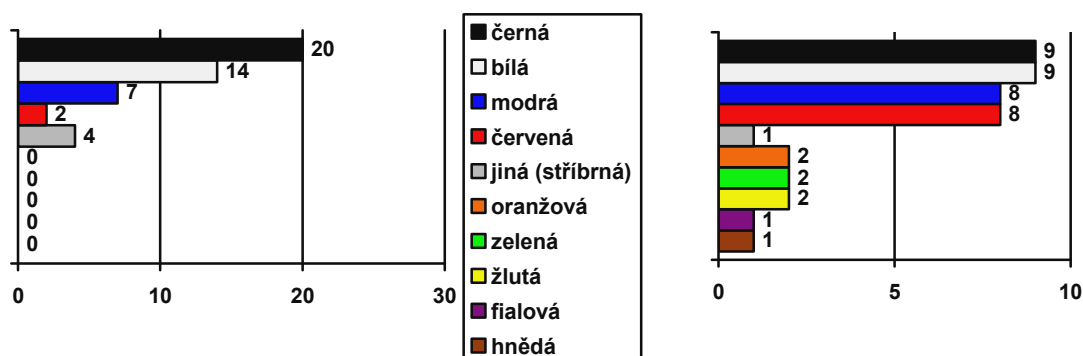 20
14
7
2
4
0
0
0
0
0
0 10 20 30
černá
bílá
modrá
červená
jiná (stříbrná)
oranžová
zelená
žlutá
fialová
hnědá
9
9
8
8
1
2
2
2
1
1
0 5 10